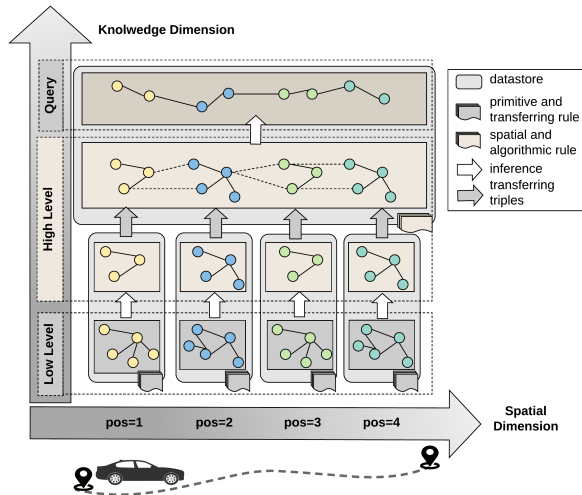 Knolwedge Dimension
Query
High Level
Low Level
datastore
primitive and
transferring rule
spatial and
algorithmic rule
inference
transferring
triples
pos=1
pos=2
pos=3
pos=4
Spatial
Dimension